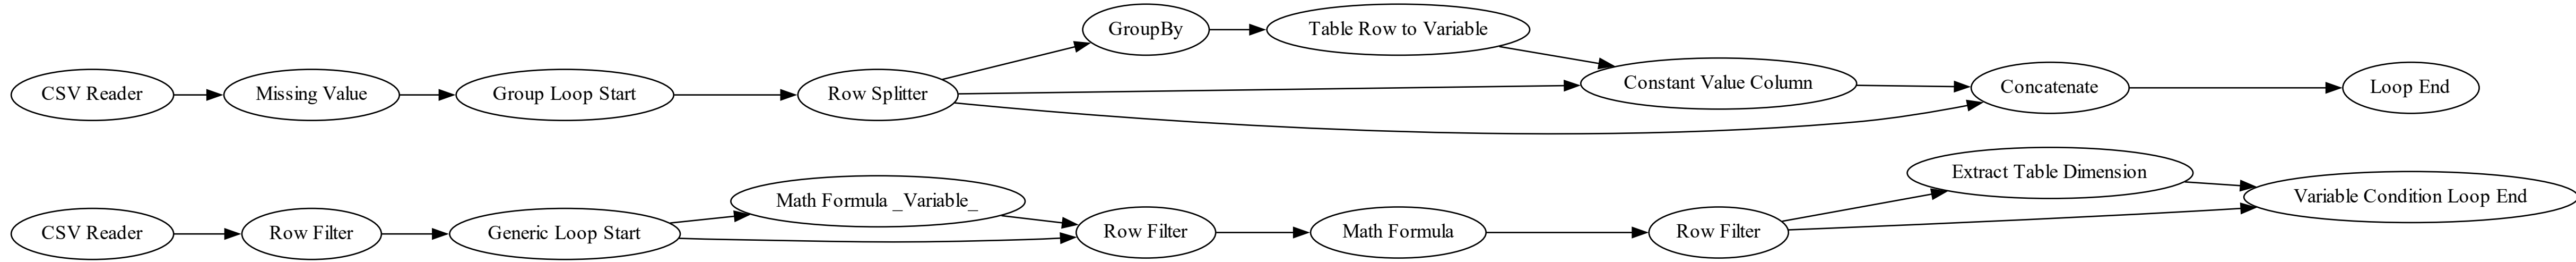 GroupBy
Table Row to Variable
CSV Reader
Missing Value
Group Loop Start
Row Splitter
Constant Value Column
Concatenate
Loop End
Extract Table Dimension
Math Formula _Variable_
Variable Condition Loop End
CSV Reader
Row Filter
Generic Loop Start
Row Filter
Math Formula
Row Filter